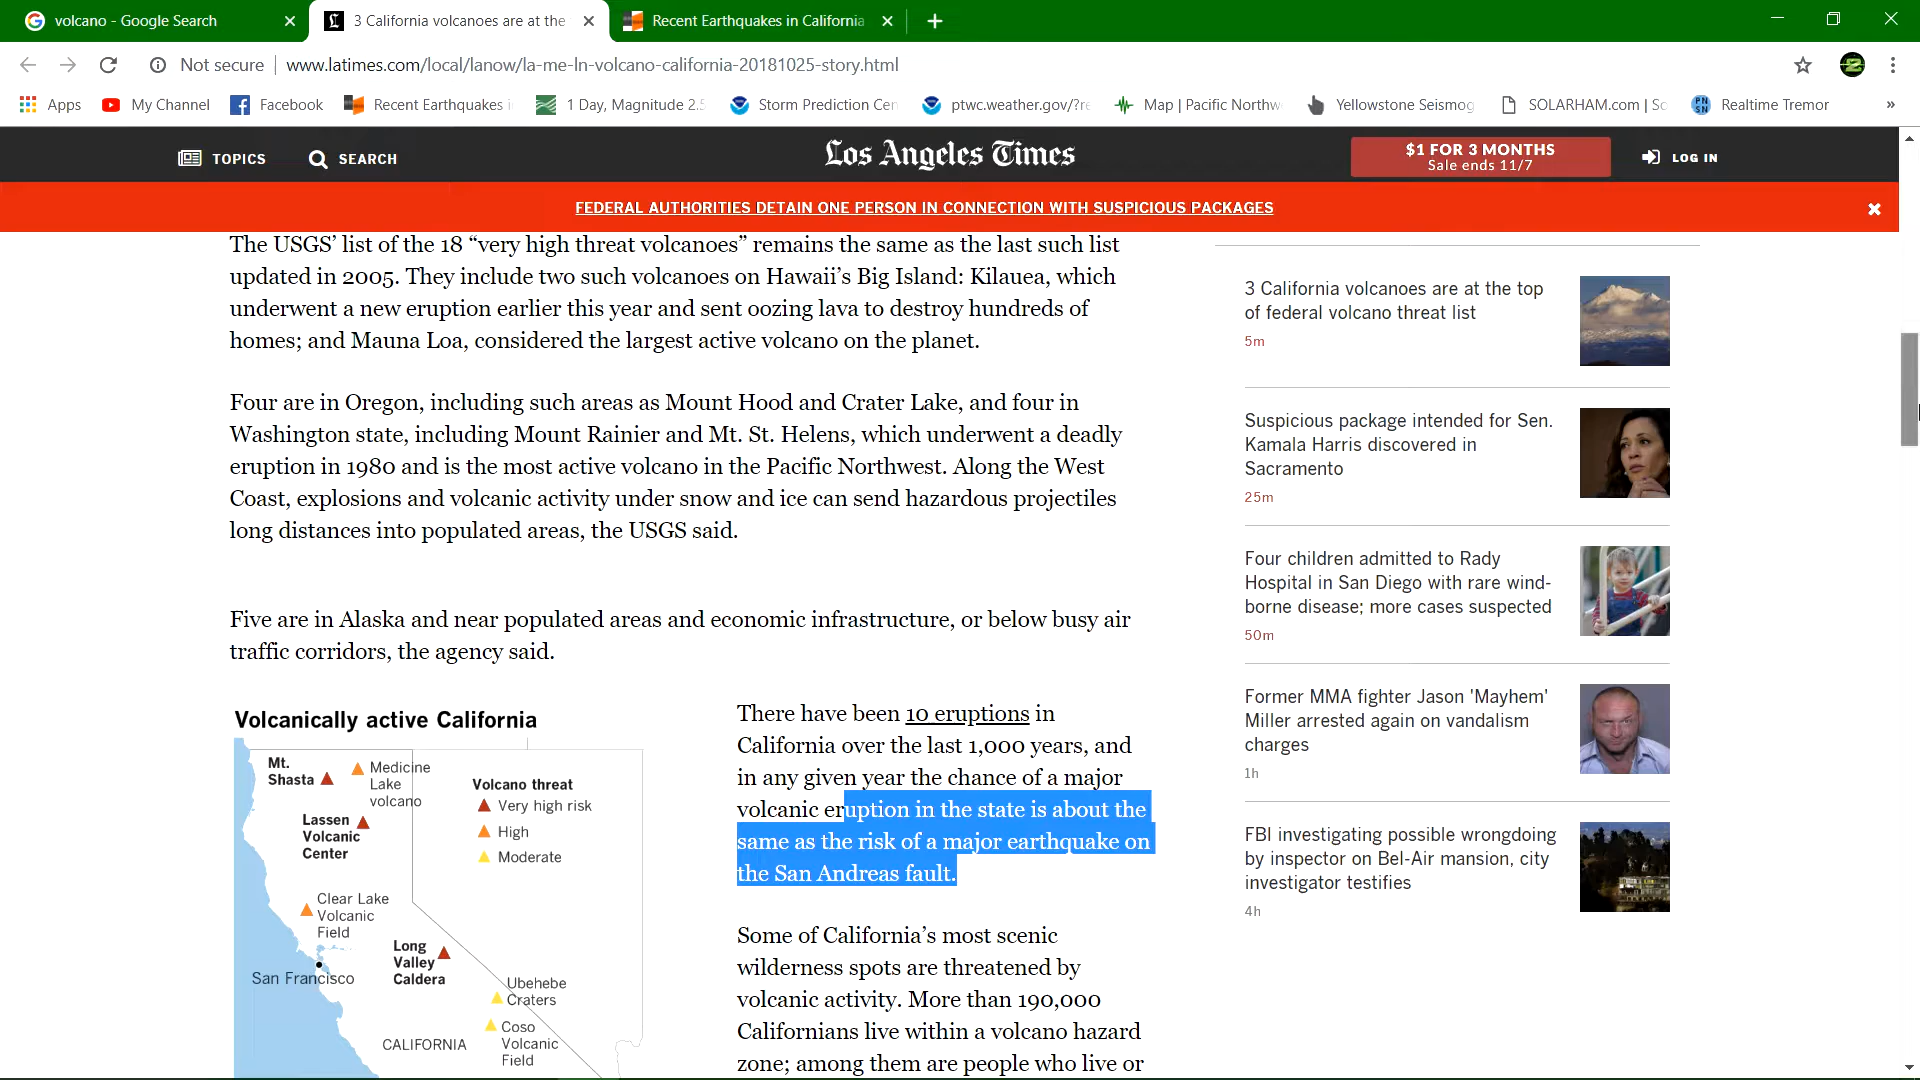 volcano - Google Search
3 California volcanoes are at the
Recent Earthquakes in California
Not secure
www.latimes.com/local/lanow/la-me-ln-volcano-california-20181025-story.html
Apps
My Channel
Facebook
Recent Earthquakes
1 Day, Magnitude 2.5
Storm Prediction Cen
ptwc.weather.gov/?re
Map | Pacific Northw
Yellowstone Seismog
SOLARHAM.com | So
Realtime Tremor
»
TOPICS
SEARCH
Los Angeles Times
$1 FOR 3 MONTHS
Sale ends 11/7
LOG IN
FEDERAL AUTHORITIES DETAIN ONE PERSON IN CONNECTION WITH SUSPICIOUS PACKAGES
The USGS’ list of the 18 “very high threat volcanoes” remains the same as the last such list
updated in 2005. They include two such volcanoes on Hawaii’s Big Island: Kilauea, which
underwent a new eruption earlier this year and sent oozing lava to destroy hundreds of
homes; and Mauna Loa, considered the largest active volcano on the planet.
Four are in Oregon, including such areas as Mount Hood and Crater Lake, and four in
Washington state, including Mount Rainier and Mt. St. Helens, which underwent a deadly
eruption in 1980 and is the most active volcano in the Pacific Northwest. Along the West
Coast, explosions and volcanic activity under snow and ice can send hazardous projectiles
long distances into populated areas, the USGS said.
Five are in Alaska and near populated areas and economic infrastructure, or below busy air
traffic corridors, the agency said.
Volcanically active California
Mt.
Shasta
Medicine
Lake
volcano
Lassen
Volcanic
Center
Volcano threat
Very high risk
High
Moderate
Clear Lake
Volcanic
Field
Long
Valley
Caldera
San Francisco
Ubehebe
Craters
Coso
Volcanic
Field
CALIFORNIA
There have been 10 eruptions in
California over the last 1,000 years, and
in any given year the chance of a major
volcanic eruption in the state is about the
same as the risk of a major earthquake on
the San Andreas fault.
Some of California’s most scenic
wilderness spots are threatened by
volcanic activity. More than 190,000
Californians live within a volcano hazard
zone; among them are people who live or
3 California volcanoes are at the top
of federal volcano threat list
5m
Suspicious package intended for Sen.
Kamala Harris discovered in
Sacramento
25m
Four children admitted to Rady
Hospital in San Diego with rare wind-
borne disease; more cases suspected
50m
Former MMA fighter Jason 'Mayhem'
Miller arrested again on vandalism
charges
1h
FBI investigating possible wrongdoing
by inspector on Bel-Air mansion, city
investigator testifies
4h